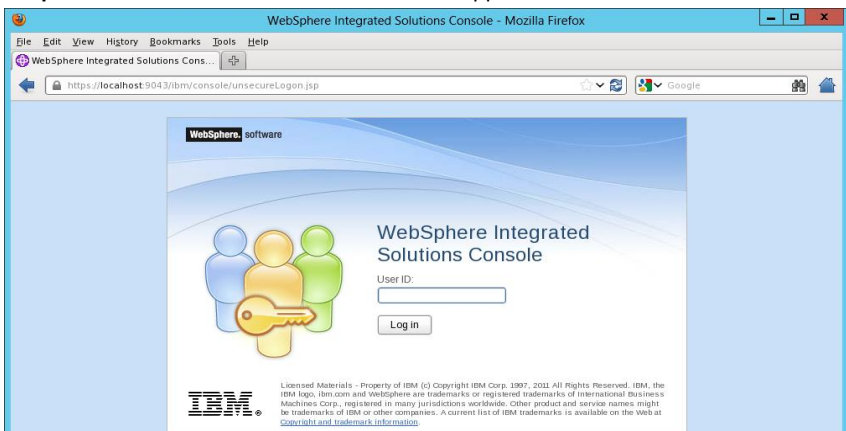 WebSphere Integrated Solutions Console - Mozilla Firefox
File Edit View History Bookmarks Tools Help
WebSphere Integrated Solutions Cons...
https://localhost:9043/ibm/console/unsecureLogon.jsp
Google
WebSphere. software
WebSphere Integrated
Solutions Console
User ID:
Log in
Licensed Materials - Property of IBM (c) Copyright IBM Corp. 1997, 2011 All Rights Reserved. IBM, the
IBM logo, ibm.com and WebSphere are trademarks or registered trademarks of International Business
Machines Corp., registered in many jurisdictions worldwide. Other product and service names might
be trademarks of IBM or other companies. A current list of IBM trademarks is available on the Web at
Copyright and trademark information.
IBM®